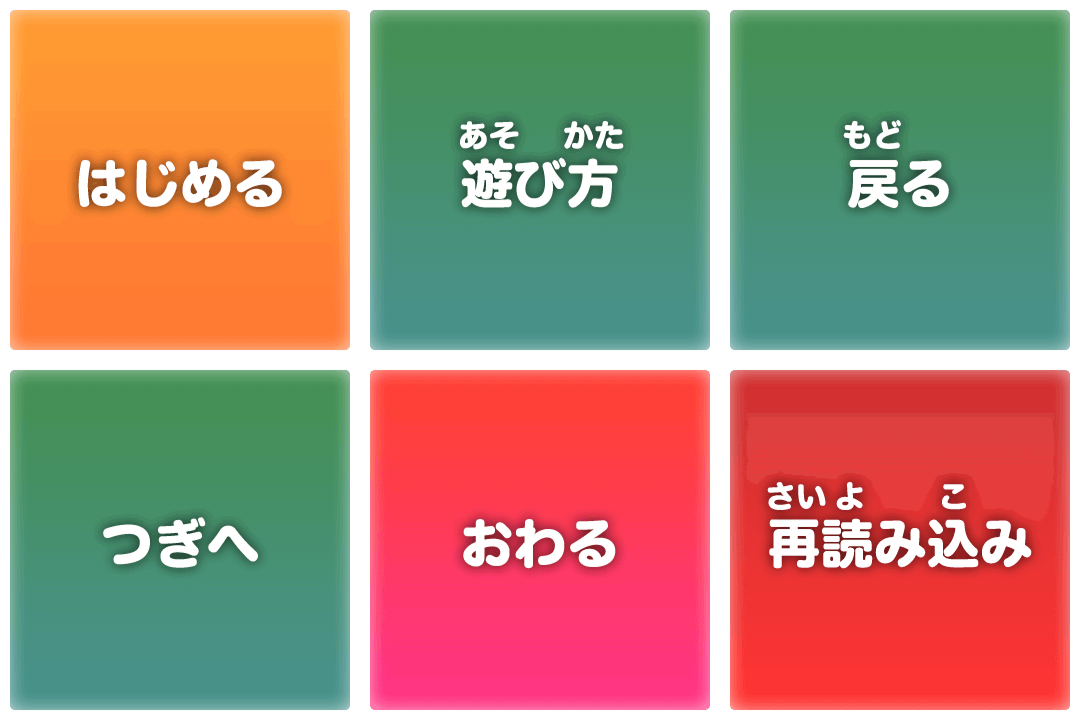 はじめる
あそ かた
遊び方
もど
戻る
つぎへ
おわる
さい よ こ
再読み込み